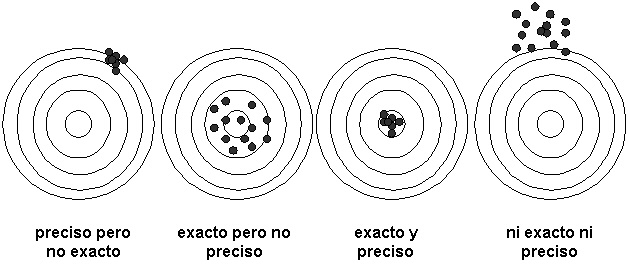 preciso pero
no exacto
exacto pero no
preciso
exacto y
preciso
ni exacto ni
preciso